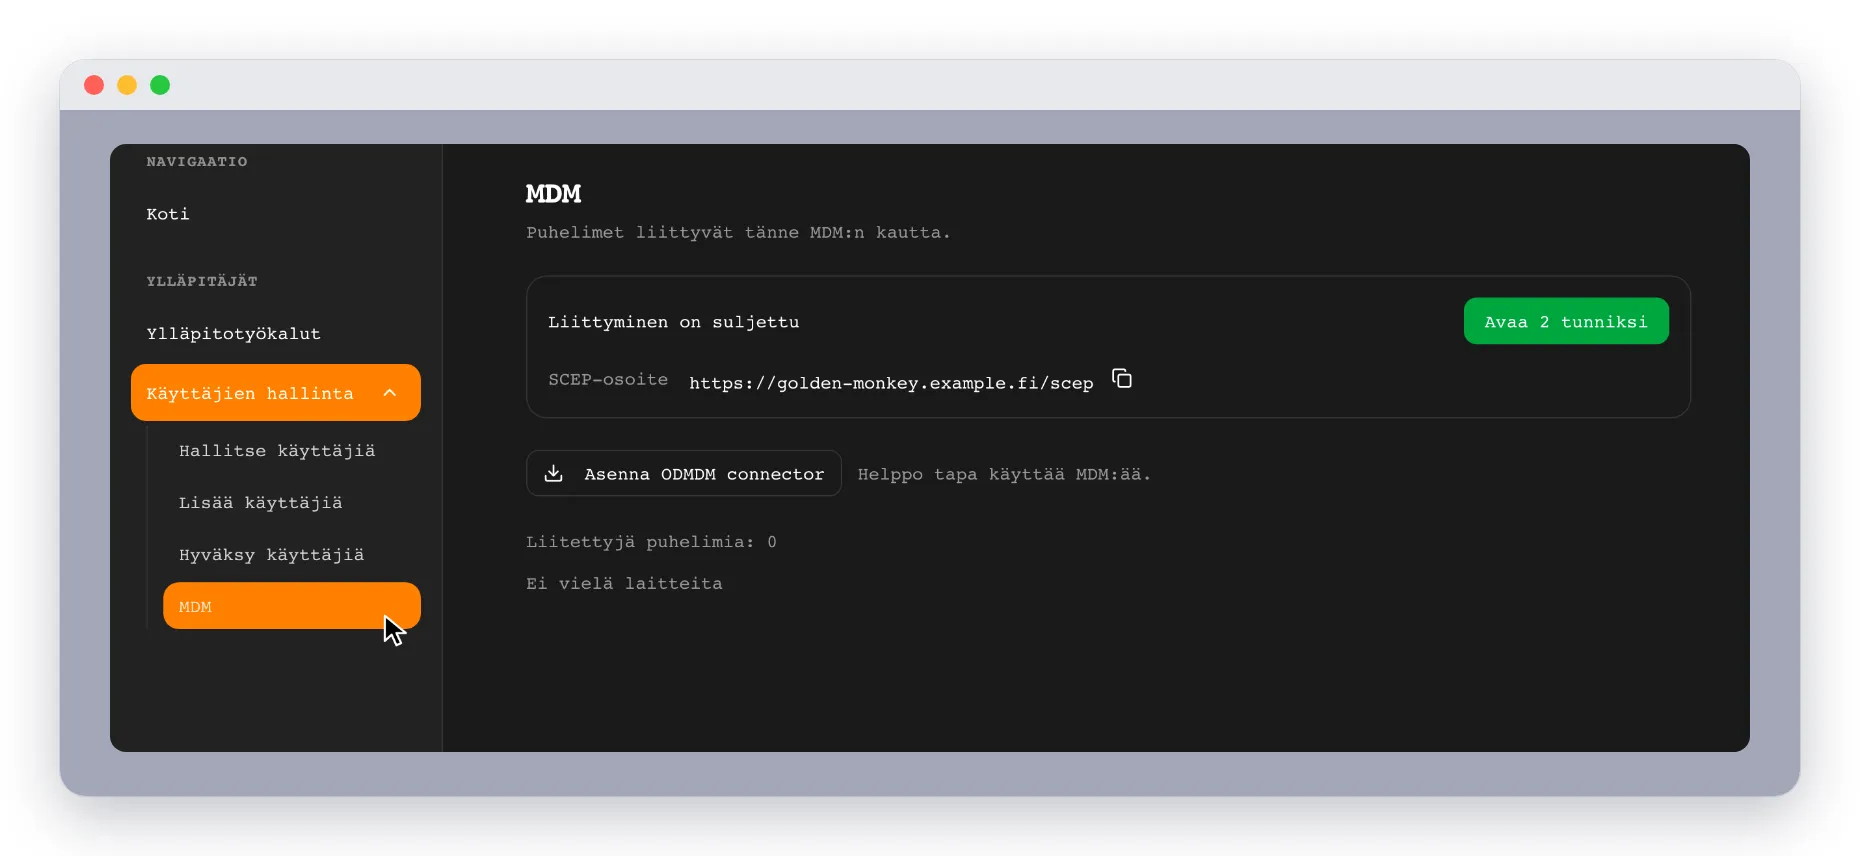 NAVIGAATIO
Koti
YLLÄPITÄJÄT
Ylläpitotyökalut
Käyttäjien hallinta
Hallitse käyttäjiä
Lisää käyttäjiä
Hyväksy käyttäjiä
MDM
MDM
Puhelimet liittyvät tänne MDM:n kautta.
Liittyminen on suljettu
Avaa 2 tunniksi
SCEP-osoite https://golden-monkey.example.fi/scep
Asenna ODMDM connector Helppo tapa käyttää MDM:ää.
Liitettyjä puhelimia: 0
Ei vielä laitteita